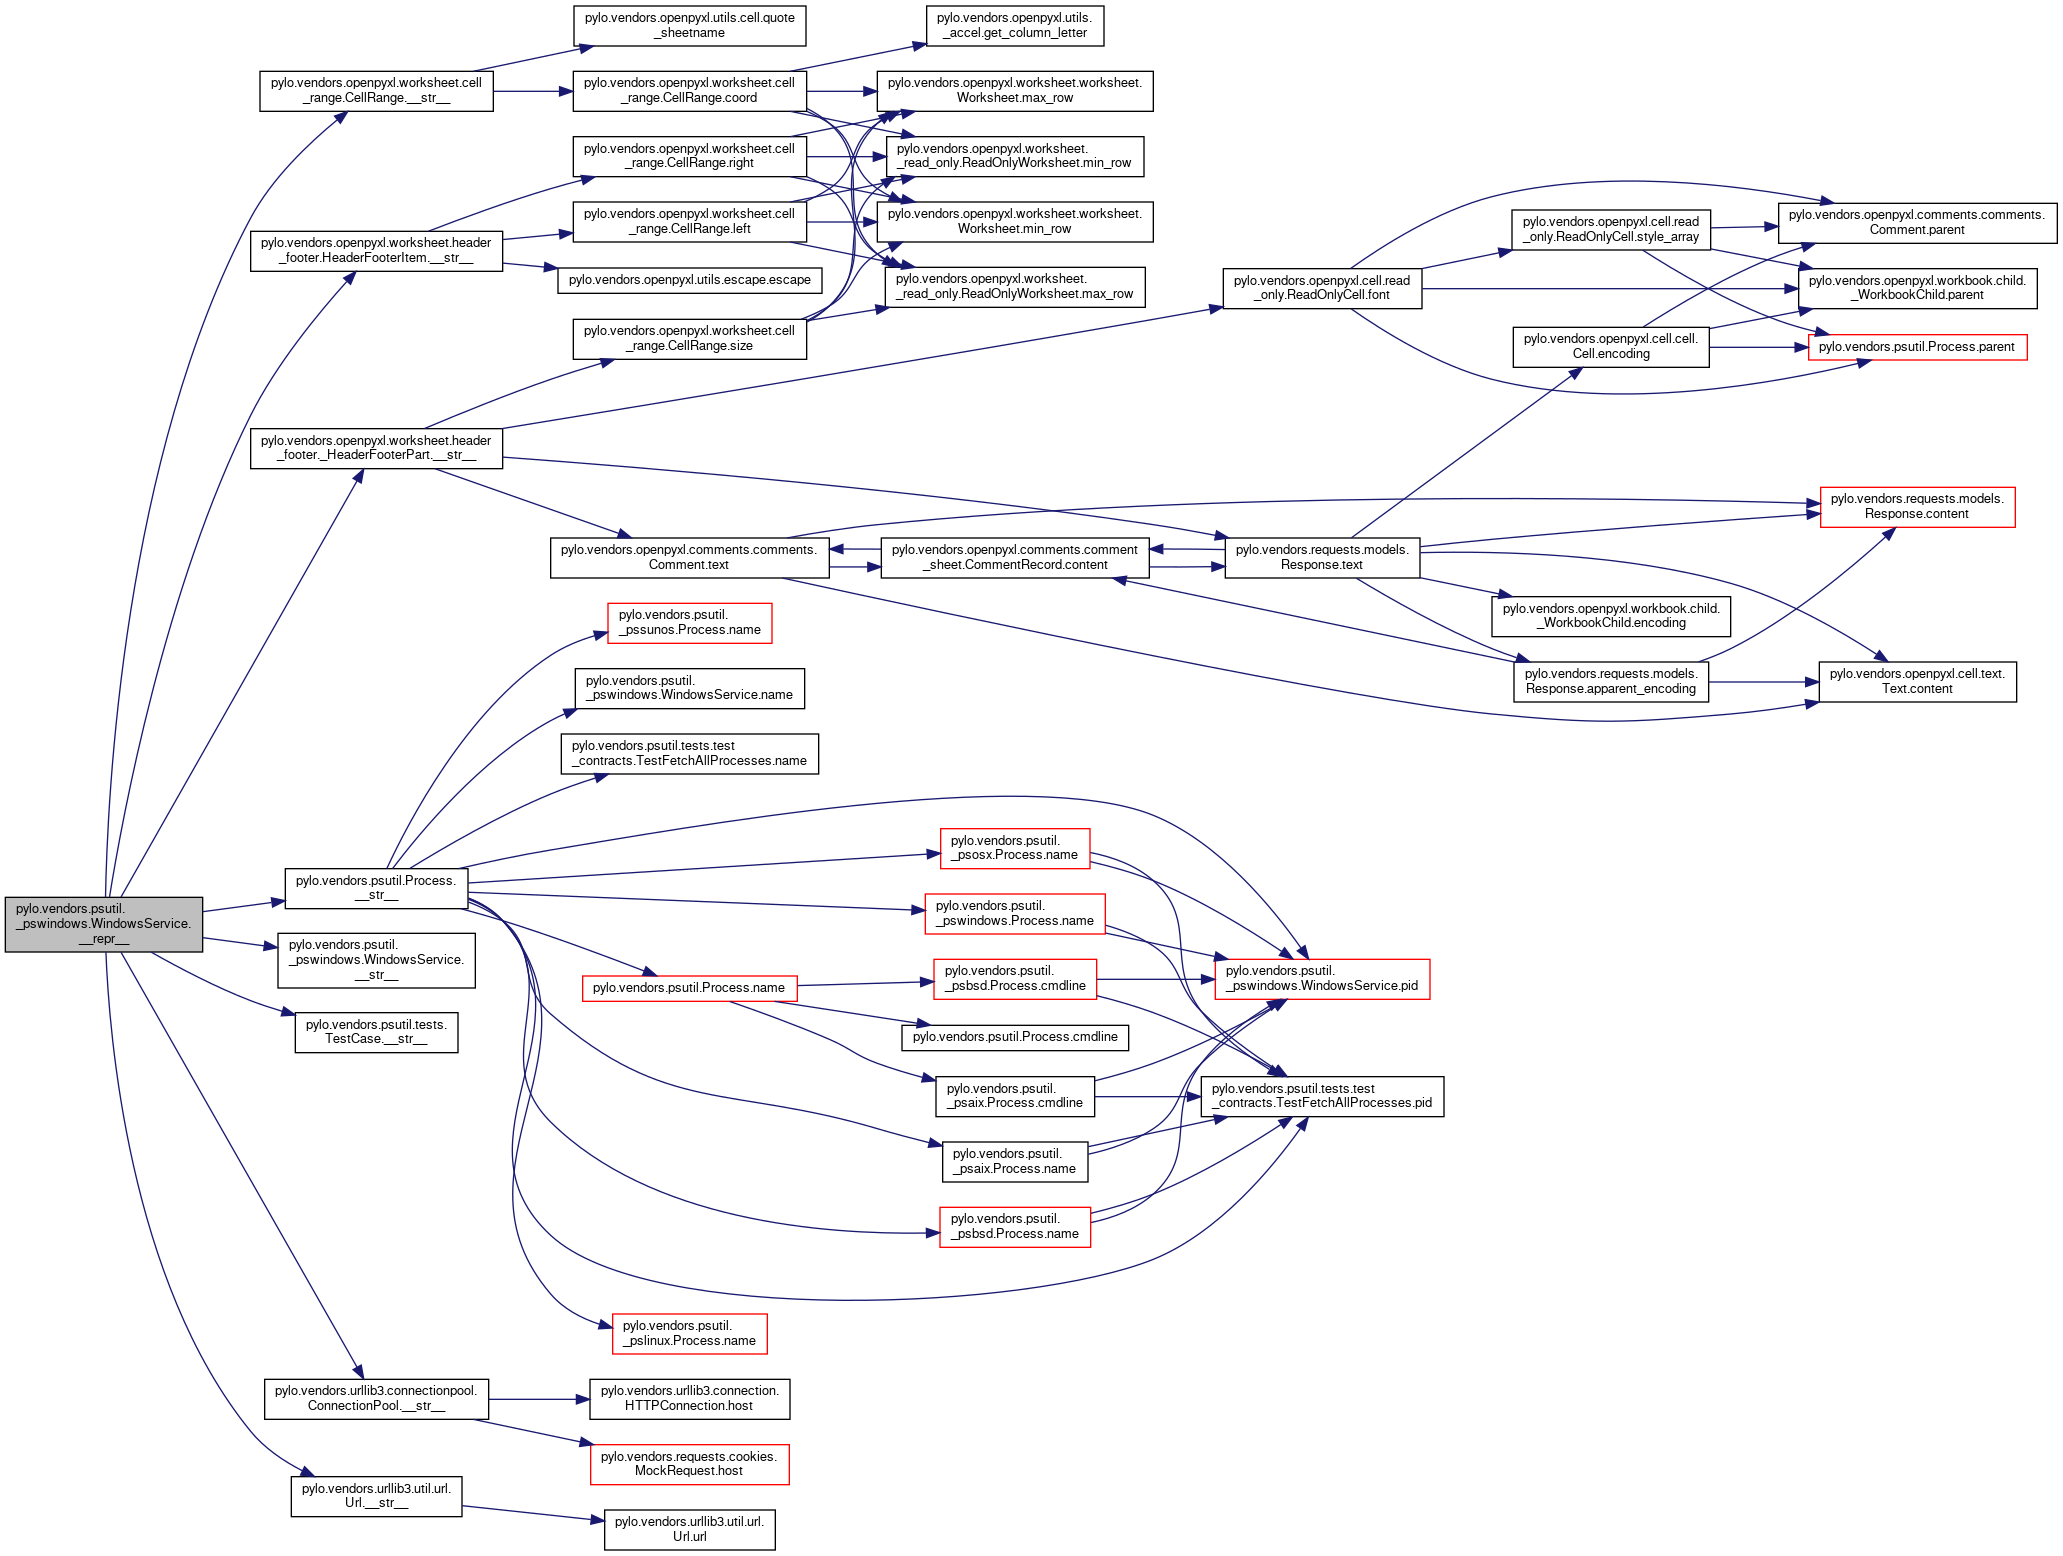 pylo.vendors.psutil.
_pswindows.WindowsService.
__repr__
pylo.vendors.openpyxl.worksheet.cell
_range.CellRange.__str__
pylo.vendors.openpyxl.worksheet.header
_footer.HeaderFooterItem.__str__
pylo.vendors.openpyxl.worksheet.header
_footer._HeaderFooterPart.__str__
pylo.vendors.psutil.Process.
__str__
pylo.vendors.psutil.
_pswindows.WindowsService.
__str__
pylo.vendors.psutil.tests.
TestCase.__str__
pylo.vendors.urllib3.connectionpool.
ConnectionPool.__str__
pylo.vendors.urllib3.util.url.
Url.__str__
pylo.vendors.openpyxl.utils.cell.quote
_sheetname
pylo.vendors.openpyxl.worksheet.cell
_range.CellRange.coord
pylo.vendors.openpyxl.worksheet.cell
_range.CellRange.right
pylo.vendors.openpyxl.worksheet.cell
_range.CellRange.left
pylo.vendors.openpyxl.utils.escape.escape
pylo.vendors.openpyxl.worksheet.cell
_range.CellRange.size
pylo.vendors.openpyxl.comments.comments.
Comment.text
pylo.vendors.psutil.
_pssunos.Process.name
pylo.vendors.psutil.
_pswindows.WindowsService.name
pylo.vendors.psutil.tests.test
_contracts.TestFetchAllProcesses.name
pylo.vendors.psutil.Process.name
pylo.vendors.psutil.
_pslinux.Process.name
pylo.vendors.urllib3.connection.
HTTPConnection.host
pylo.vendors.requests.cookies.
MockRequest.host
pylo.vendors.urllib3.util.url.
Url.url
pylo.vendors.openpyxl.utils.
_accel.get_column_letter
pylo.vendors.openpyxl.worksheet.worksheet.
Worksheet.max_row
pylo.vendors.openpyxl.worksheet.
_read_only.ReadOnlyWorksheet.min_row
pylo.vendors.openpyxl.worksheet.worksheet.
Worksheet.min_row
pylo.vendors.openpyxl.worksheet.
_read_only.ReadOnlyWorksheet.max_row
pylo.vendors.openpyxl.comments.comment
_sheet.CommentRecord.content
pylo.vendors.psutil.
_psosx.Process.name
pylo.vendors.psutil.
_pswindows.Process.name
pylo.vendors.psutil.
_psbsd.Process.cmdline
pylo.vendors.psutil.Process.cmdline
pylo.vendors.psutil.
_psaix.Process.cmdline
pylo.vendors.psutil.
_psaix.Process.name
pylo.vendors.psutil.
_psbsd.Process.name
pylo.vendors.openpyxl.cell.read
_only.ReadOnlyCell.font
pylo.vendors.requests.models.
Response.text
pylo.vendors.psutil.
_pswindows.WindowsService.pid
pylo.vendors.psutil.tests.test
_contracts.TestFetchAllProcesses.pid
pylo.vendors.openpyxl.cell.read
_only.ReadOnlyCell.style_array
pylo.vendors.openpyxl.cell.cell.
Cell.encoding
pylo.vendors.openpyxl.workbook.child.
_WorkbookChild.encoding
pylo.vendors.requests.models.
Response.apparent_encoding
pylo.vendors.openpyxl.comments.comments.
Comment.parent
pylo.vendors.openpyxl.workbook.child.
_WorkbookChild.parent
pylo.vendors.psutil.Process.parent
pylo.vendors.requests.models.
Response.content
pylo.vendors.openpyxl.cell.text.
Text.content